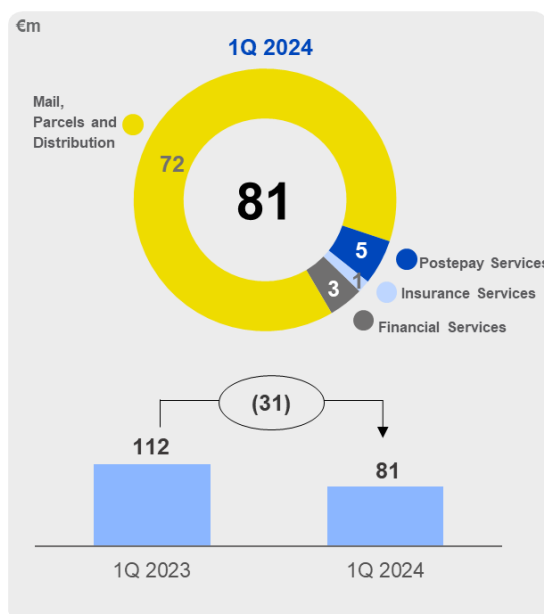 €m
1Q 2024
Mail,
Parcels and
Distribution
72
81
5
Postepay Services
1
Insurance Services
3
Financial Services
(31)
112
81
1Q 2023
1Q 2024